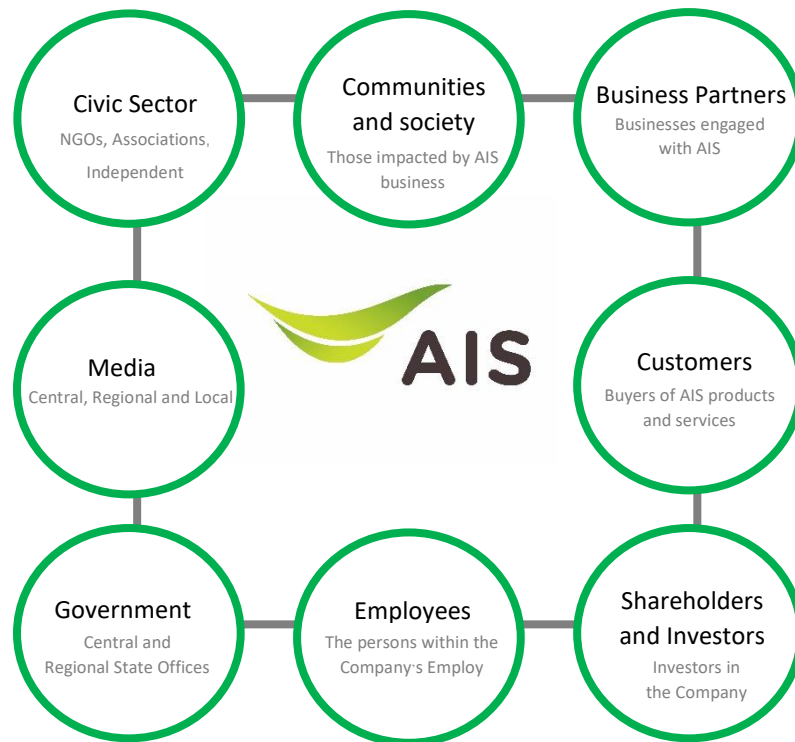 Civic Sector
NGOs, Associations,
Independent
Communities
and society
Those impacted by AIS
business
Business Partners
Businesses engaged
with AIS
Media
Central, Regional and Local
AIS
Customers
Buyers of AIS products
and services
Government
Central and
Regional State Offices
Employees
The persons within the
Company's Employ
Shareholders
and Investors
Investors in
the Company